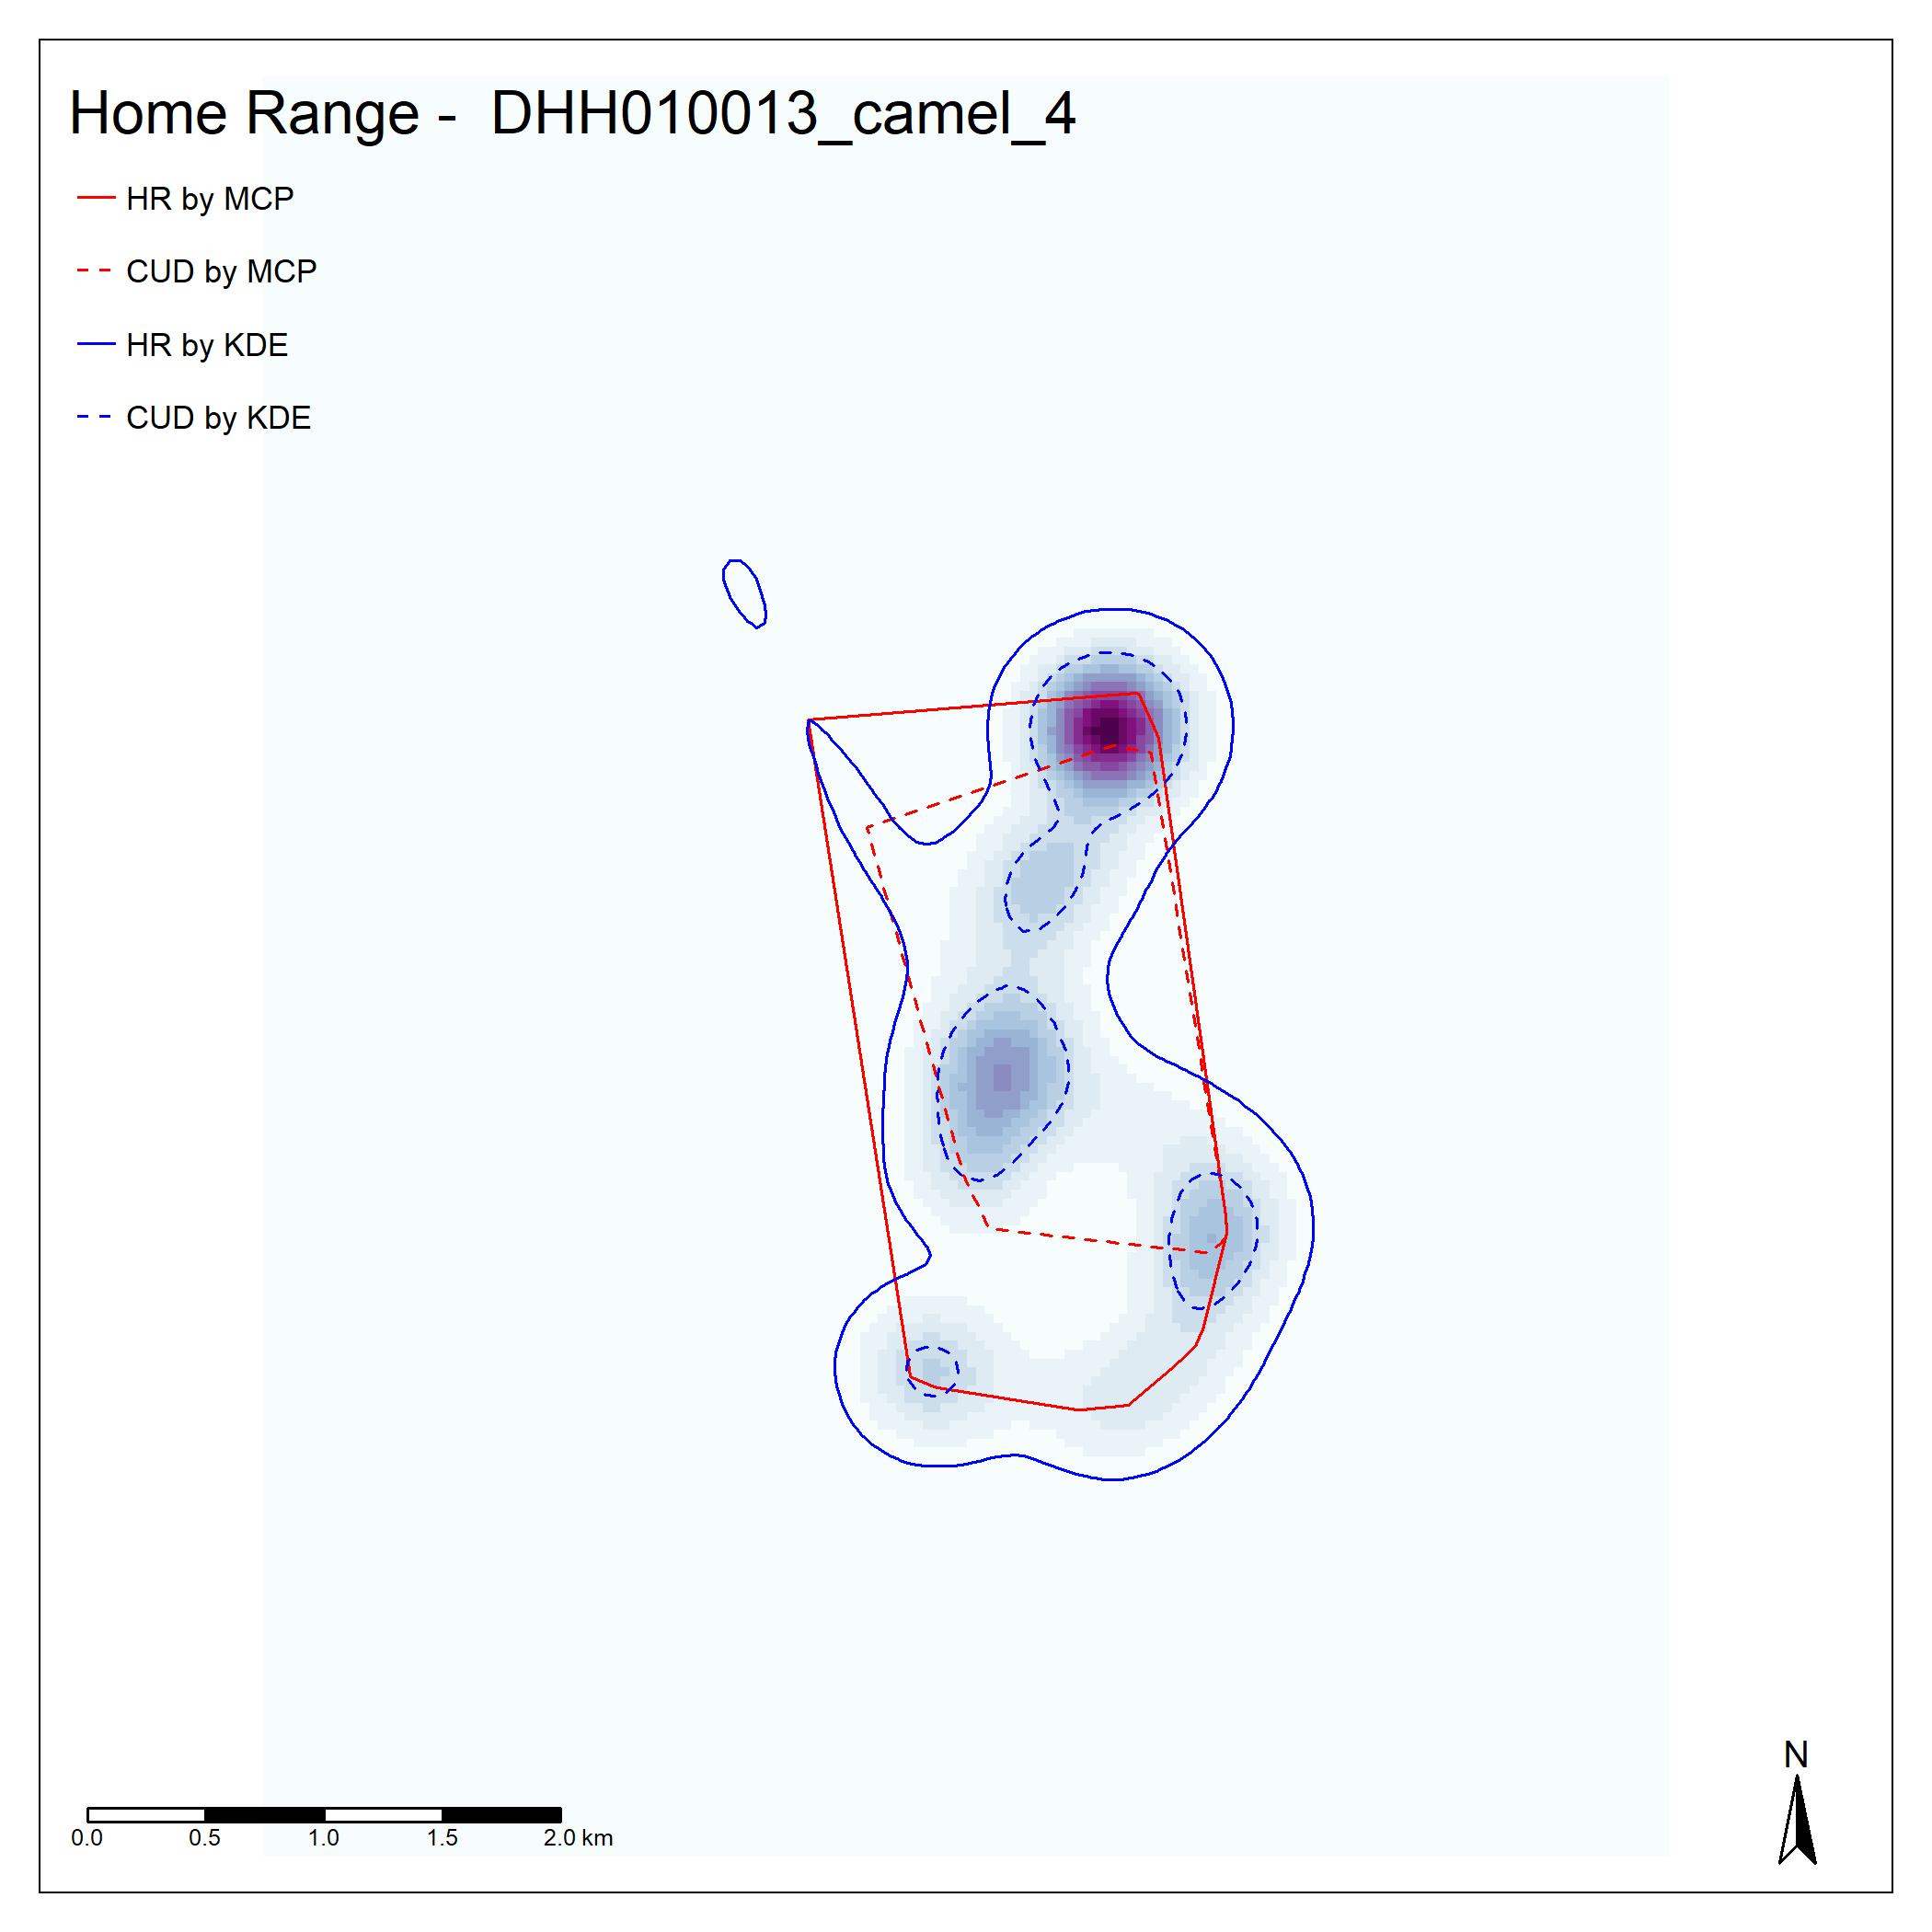 Home Range -  DHH010013_camel_4
HR by MCP
CUD by MCP
HR by KDE
CUD by KDE
N
0.0 0.5 1.0 1.5 2.0 km